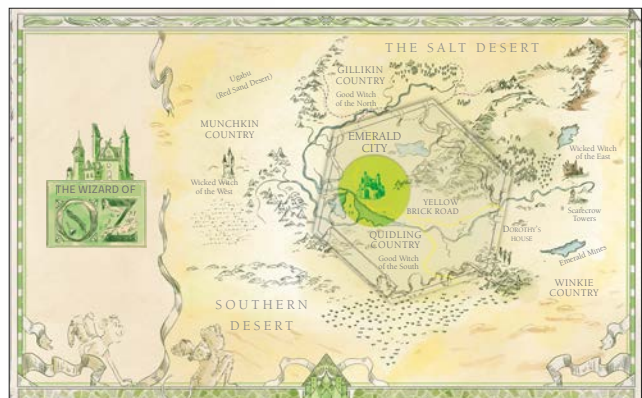 THE SALT DESERT
Ugabu
(Red Sand Desert)
GILLIKIN
COUNTRY
Good Witch
of the North
MUNCHKIN
COUNTRY
EMERALD
CITY
Wicked Witch
of the East
Wicked Witch
of the West
THE WIZARD OF
OZ
YELLOW
BRICK ROAD
Scarecrow
Towers
DOROTHY'S
HOUSE
QUIDLING
COUNTRY
Good Witch
of the South
Emerald Mines
WINKIE
COUNTRY
SOUTHERN
DESERT